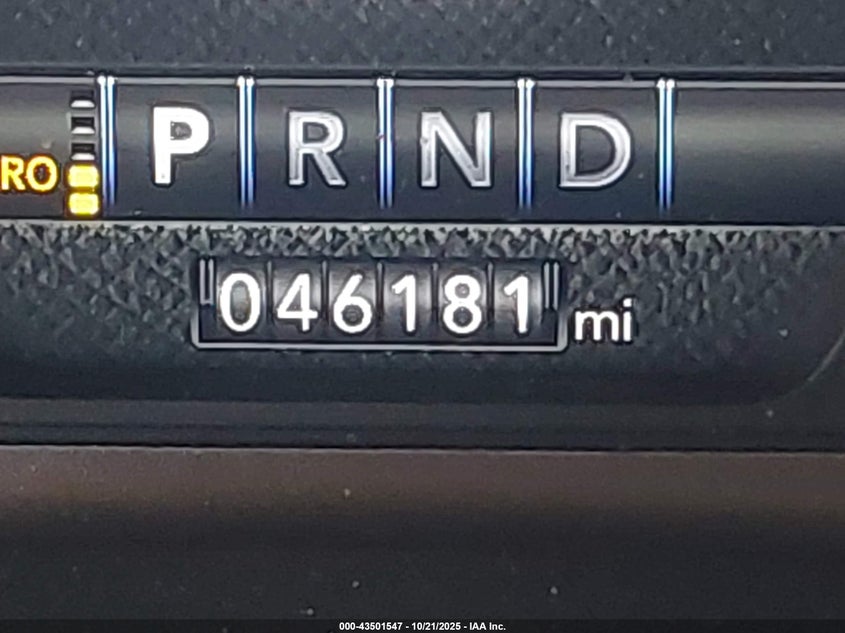 RO P R N D
046181 mi
000-43501547 - 10/21/2025 - IAA Inc.